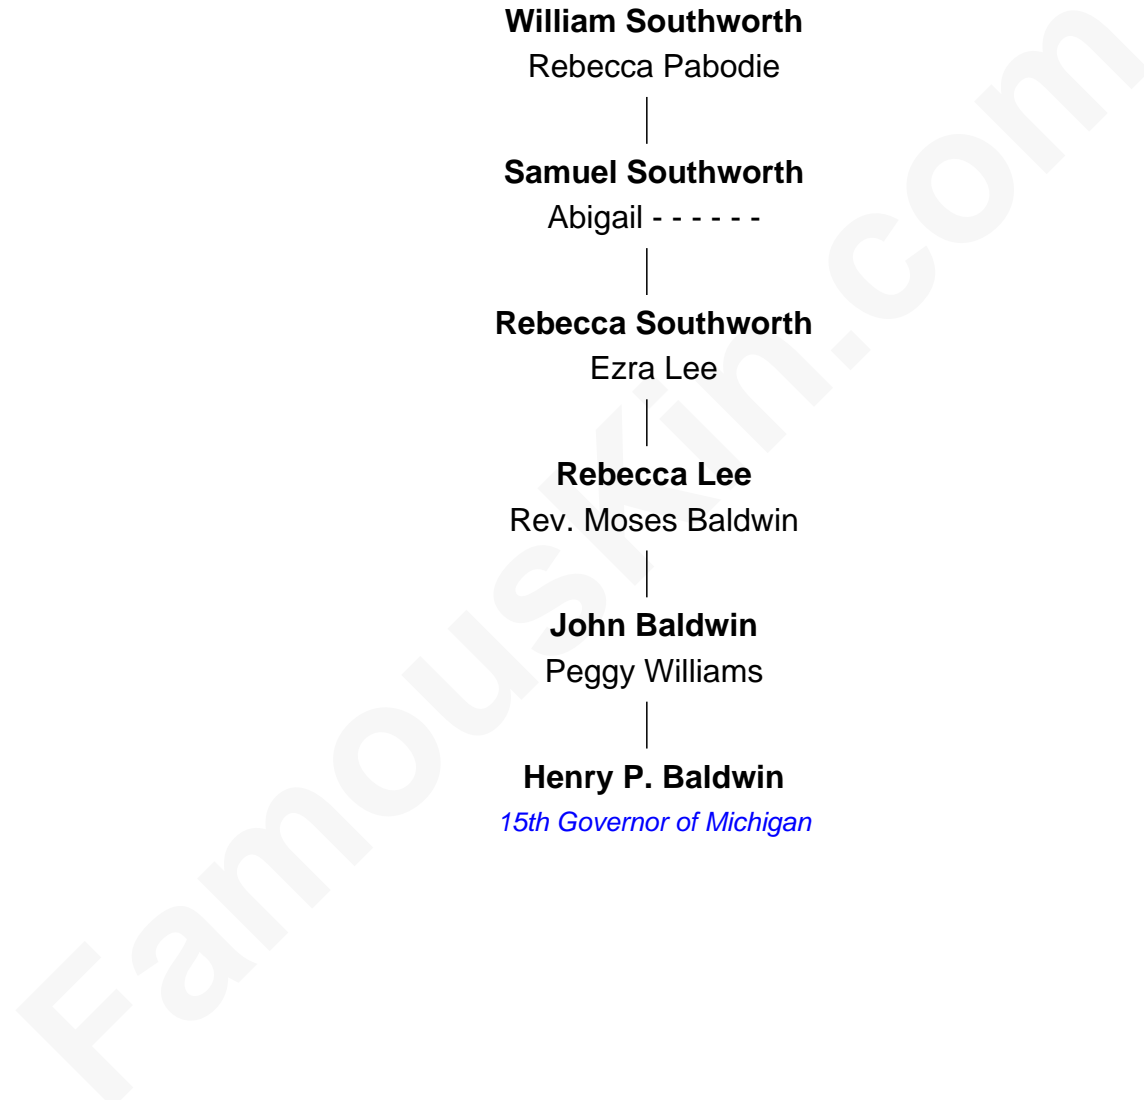 William Southworth
Rebecca Pabodie
Samuel Southworth
Abigail - - - - - -
Rebecca Southworth
Ezra Lee
Rebecca Lee
Rev. Moses Baldwin
John Baldwin
Peggy Williams
Henry P. Baldwin
15th Governor of Michigan
FamousKin.com